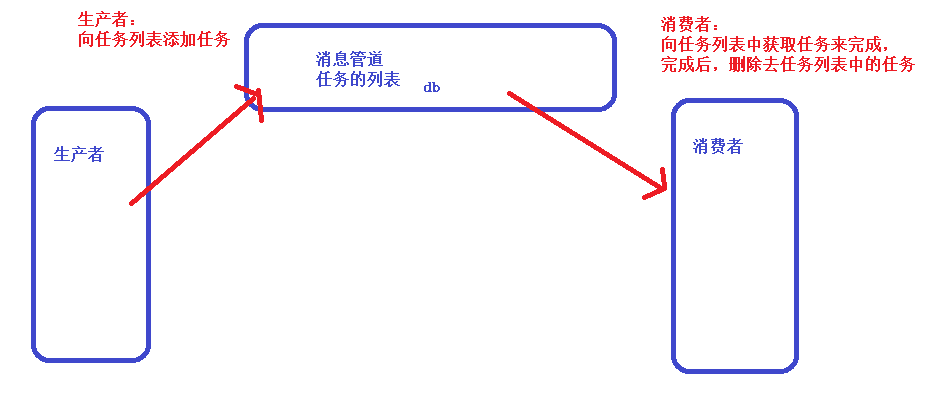 生产者：
向任务列表添加任务
消息管道
任务的列表 db
生产者
消费者：
向任务列表中获取任务来完成，
完成后，删除去任务列表中的任务
消费者